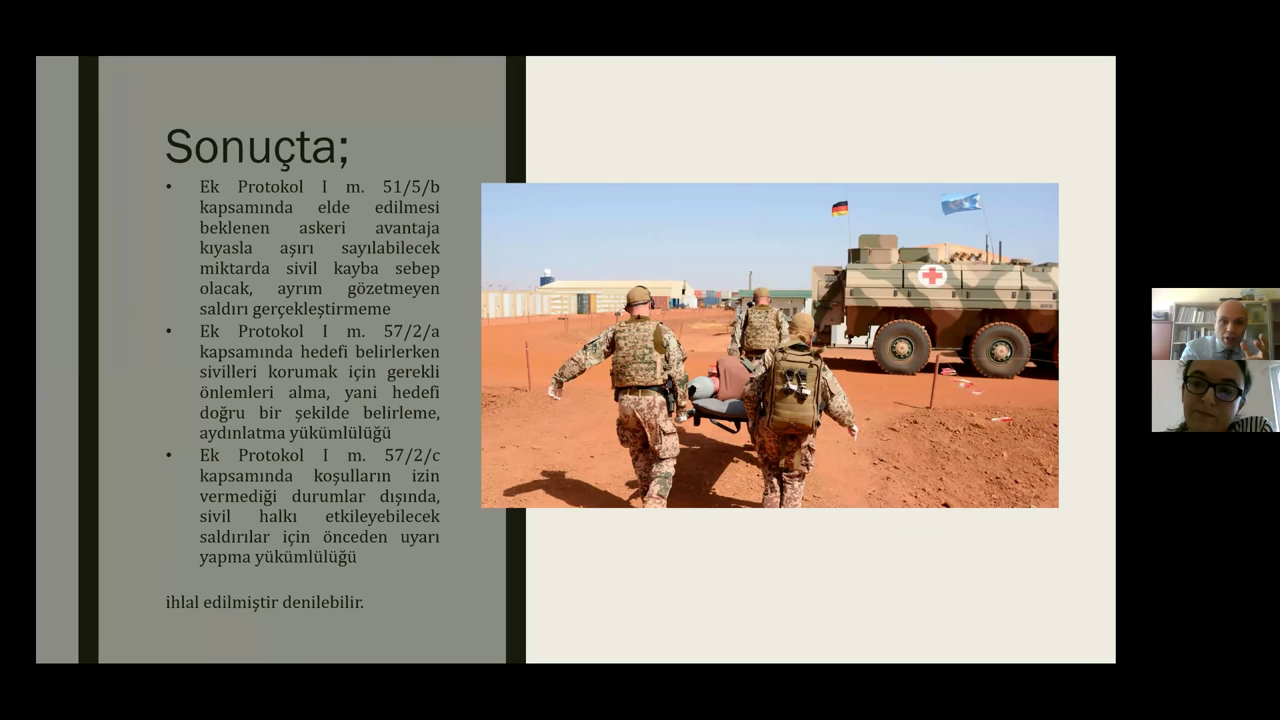 Sonuçta;
• Ek Protokol I m. 51/5/b
kapsamında elde edilmesi
beklenen askeri avantaja
kıyasla aşırı sayılabilecek
miktarda sivil kayba sebep
olacak, ayrım gözetmeyen
saldırı gerçekleştirmeme
• Ek Protokol I m. 57/2/a
kapsamında hedefi belirlerken
sivilleri korumak için gerekli
önlemleri alma, yani hedefi
doğru bir şekilde belirleme,
aydınlatma yükümlülüğü
• Ek Protokol I m. 57/2/c
kapsamında koşulların izin
vermediği durumlar dışında,
sivil halkı etkileyebilecek
saldırılar için önceden uyarı
yapma yükümlülüğü
ihlal edilmiştir denilebilir.